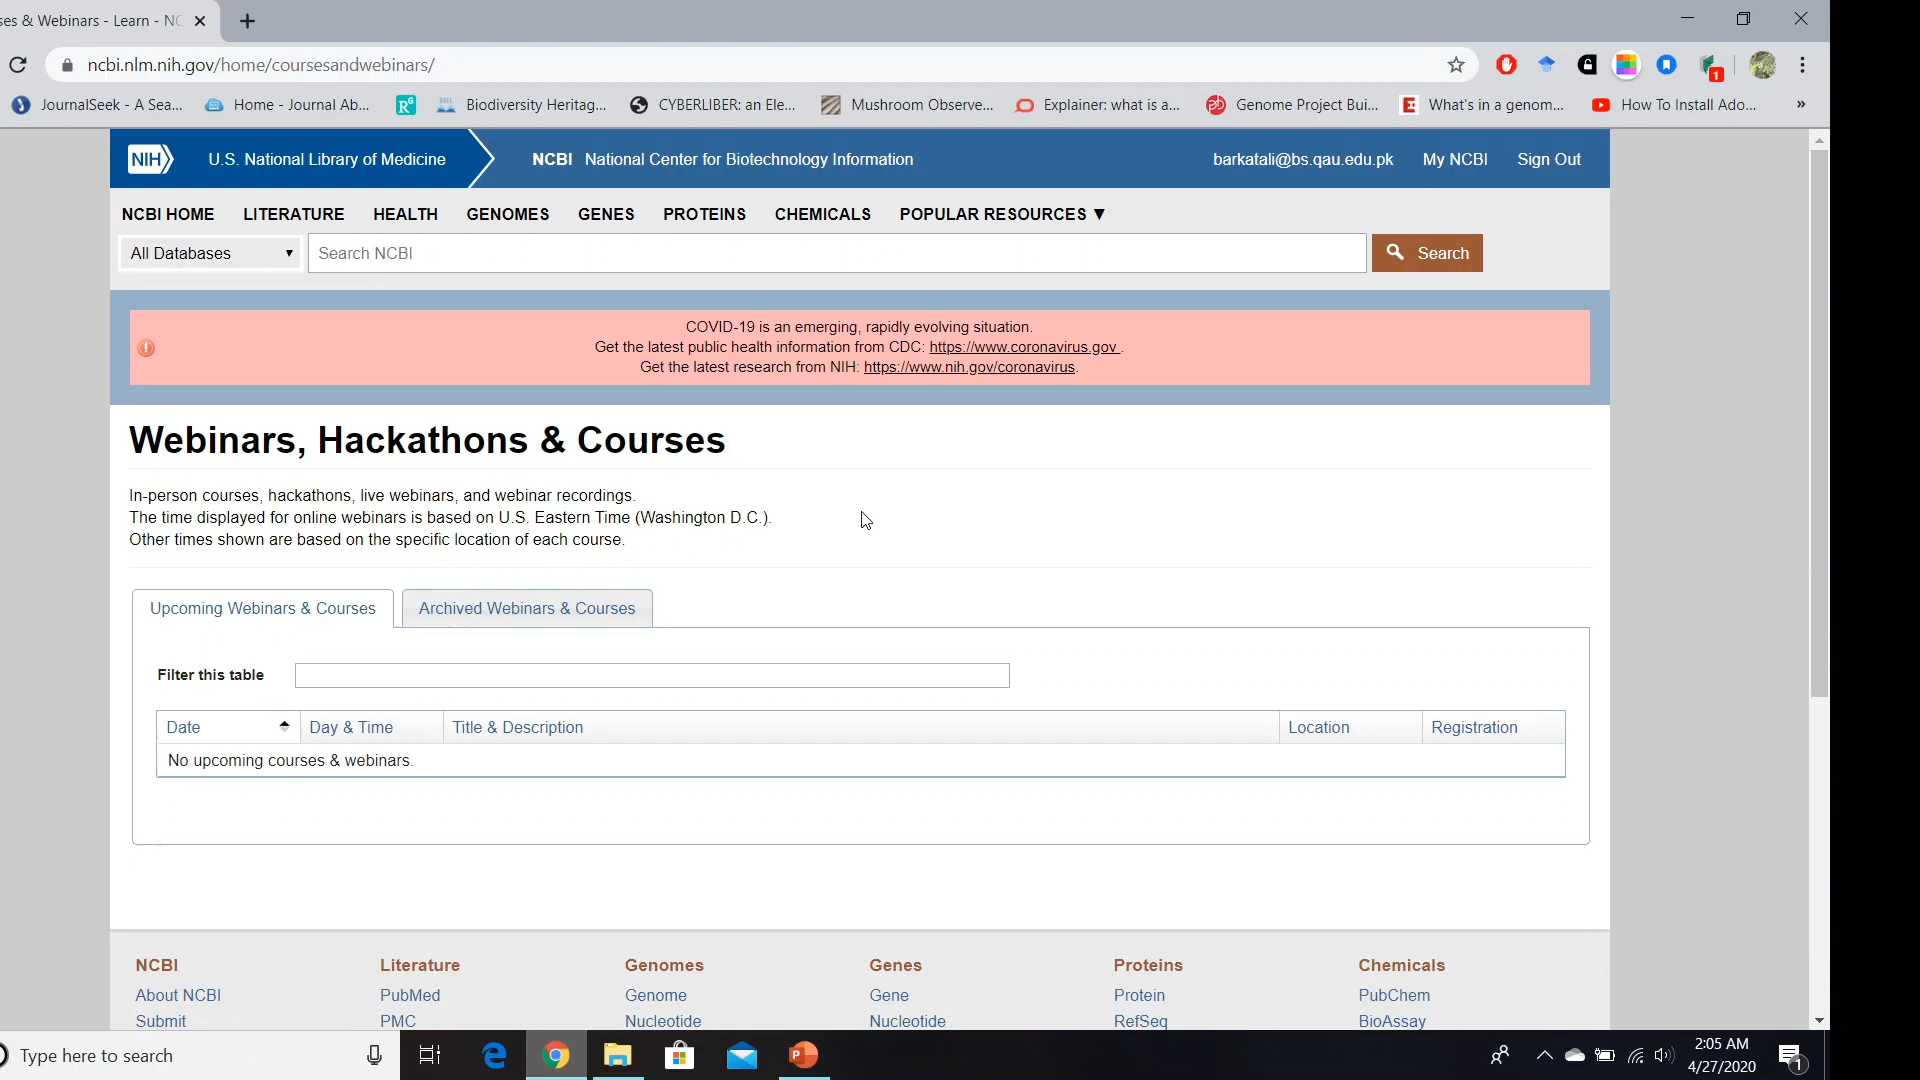 ses & Webinars - Learn - NC
ncbi.nlm.nih.gov/home/coursesandwebinars/
1
JournalSeek - A Sea... Home - Journal Ab... R Biodiversity Heritag... CYBERLIBER: an Ele... Mushroom Observe... Explainer: what is a... Genome Project Bui... What's in a genom... How To Install Ado... »
NIH U.S. National Library of Medicine NCBI National Center for Biotechnology Information barkatali@bs.qau.edu.pk My NCBI Sign Out
NCBI HOME LITERATURE HEALTH GENOMES GENES PROTEINS CHEMICALS POPULAR RESOURCES ▼
All Databases Search NCBI Search
COVID-19 is an emerging, rapidly evolving situation.
Get the latest public health information from CDC: https://www.coronavirus.gov .
Get the latest research from NIH: https://www.nih.gov/coronavirus.
Webinars, Hackathons & Courses
In-person courses, hackathons, live webinars, and webinar recordings.
The time displayed for online webinars is based on U.S. Eastern Time (Washington D.C.).
Other times shown are based on the specific location of each course.
Upcoming Webinars & Courses Archived Webinars & Courses
Filter this table
Date Day & Time Title & Description Location Registration
No upcoming courses & webinars.
NCBI Literature Genomes Genes Proteins Chemicals
About NCBI PubMed Genome Gene Protein PubChem
Submit PMC Nucleotide Nucleotide RefSeq BioAssay
Type here to search
2:05 AM
4/27/2020
1